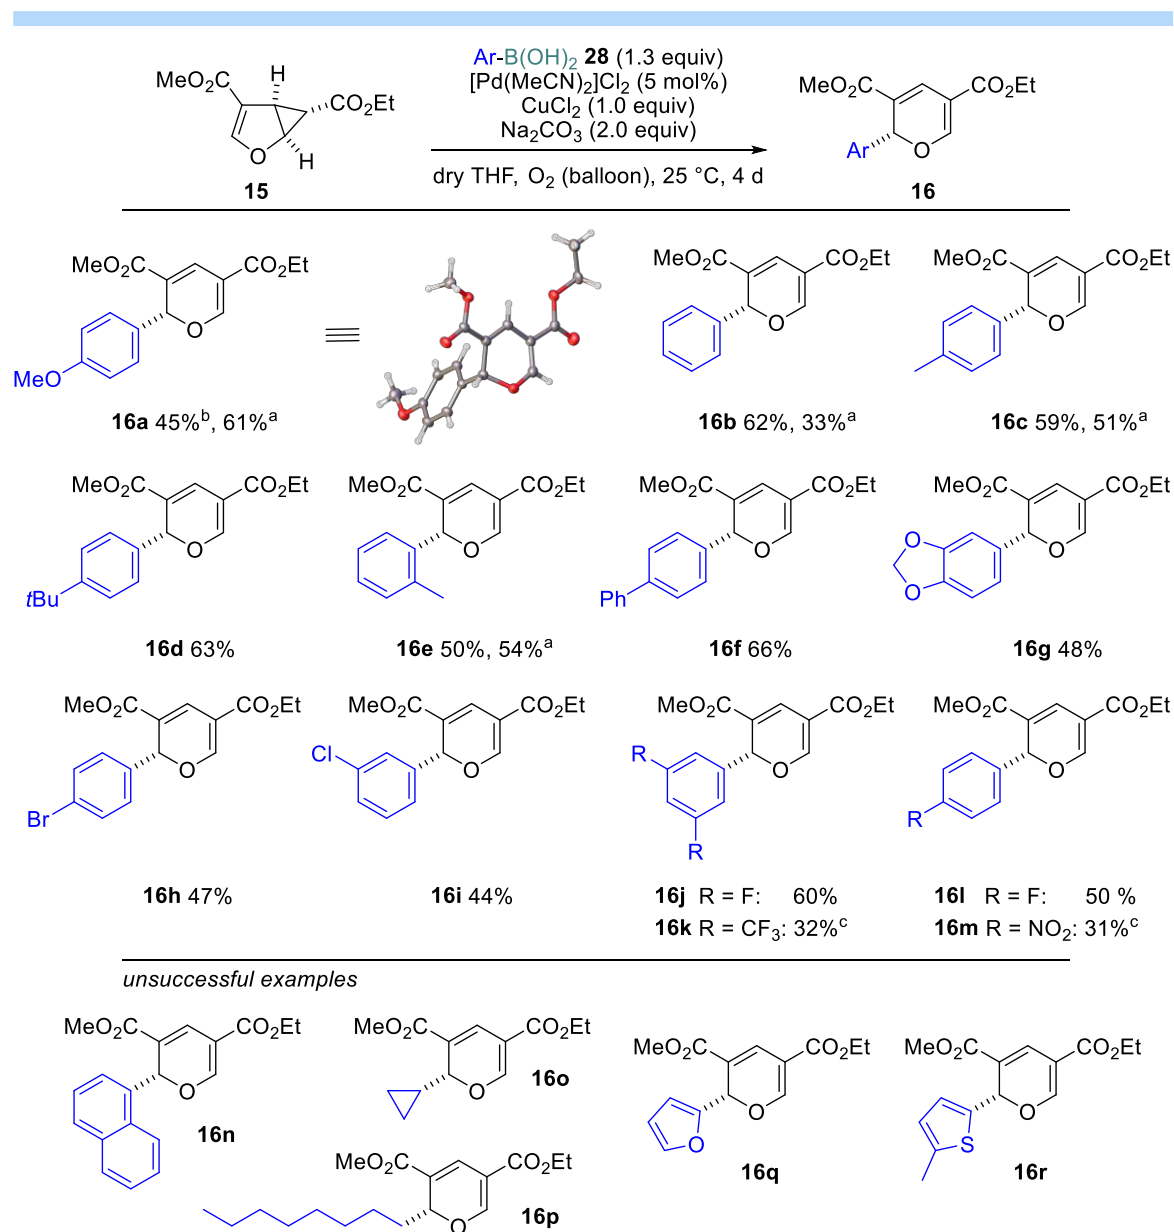 Ar-B(OH)2 28 (1.3 equiv)
[Pd(MeCN)2]Cl2 (5 mol%)
CuCl2 (1.0 equiv)
Na2CO3 (2.0 equiv)
dry THF, O2 (balloon), 25 °C, 4 d
MeO2C H CO2Et O H
15
MeO2C CO2Et Ar O
16
MeO2C CO2Et O MeO
16a 45%b, 61%a
MeO2C CO2Et O
16b 62%, 33%a
MeO2C CO2Et O
16c 59%, 51%a
MeO2C CO2Et O tBu
16d 63%
MeO2C CO2Et O
16e 50%, 54%a
MeO2C CO2Et O Ph
16f 66%
MeO2C CO2Et O O O
16g 48%
MeO2C CO2Et O Br
16h 47%
MeO2C CO2Et Cl O
16i 44%
MeO2C CO2Et R O R
16j R = F: 60%
16k R = CF3: 32%c
MeO2C CO2Et O R
16l R = F: 50 %
16m R = NO2: 31%c
unsuccessful examples
MeO2C CO2Et O
16n
MeO2C CO2Et O
16o
MeO2C CO2Et O
16p
MeO2C CO2Et O O
16q
MeO2C CO2Et O S
16r